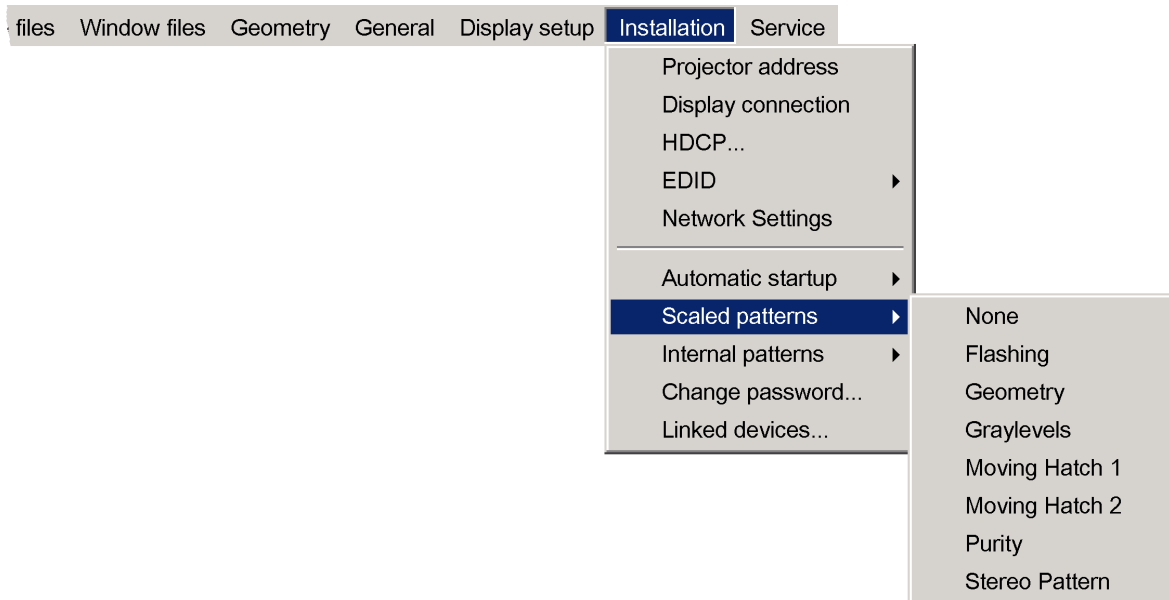 files Window files Geometry General Display setup Installation Service
Projector address
Display connection
HDCP...
EDID
Network Settings
Automatic startup
Scaled patterns
Internal patterns
Change password...
Linked devices...
None
Flashing
Geometry
Graylevels
Moving Hatch 1
Moving Hatch 2
Purity
Stereo Pattern